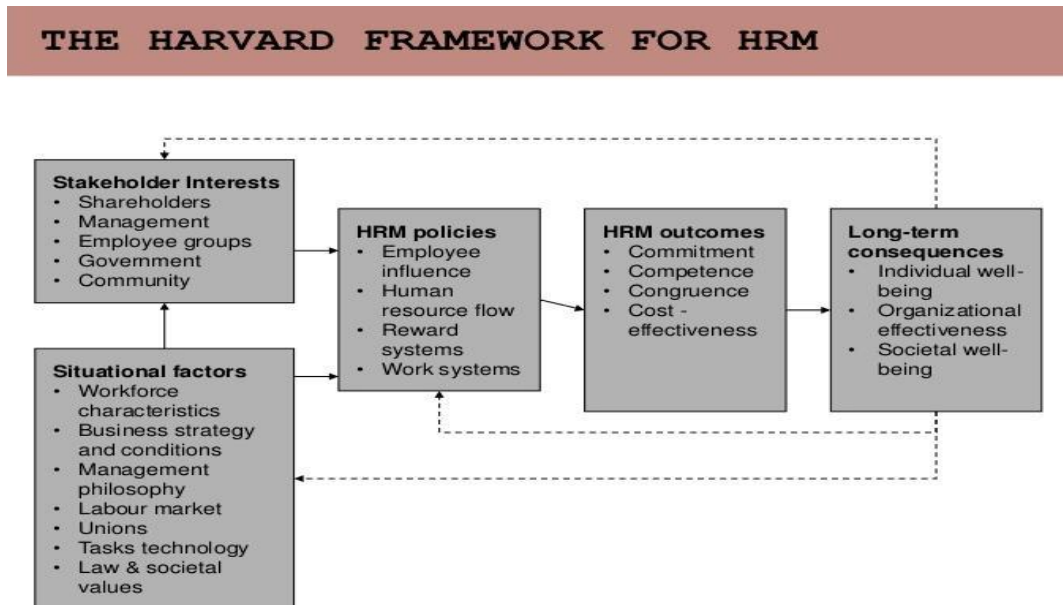 THE HARVARD FRAMEWORK FOR HRM
Stakeholder Interests
• Shareholders
• Management
• Employee groups
• Government
• Community
Situational factors
• Workforce
characteristics
• Business strategy
and conditions
• Management
philosophy
• Labour market
• Unions
• Tasks technology
• Law & societal
values
HRM policies
• Employee
influence
• Human
resource flow
• Reward
systems
• Work systems
HRM outcomes
• Commitment
• Competence
• Congruence
• Cost -
effectiveness
Long-term
consequences
• Individual well-
being
• Organizational
effectiveness
• Societal well-
being